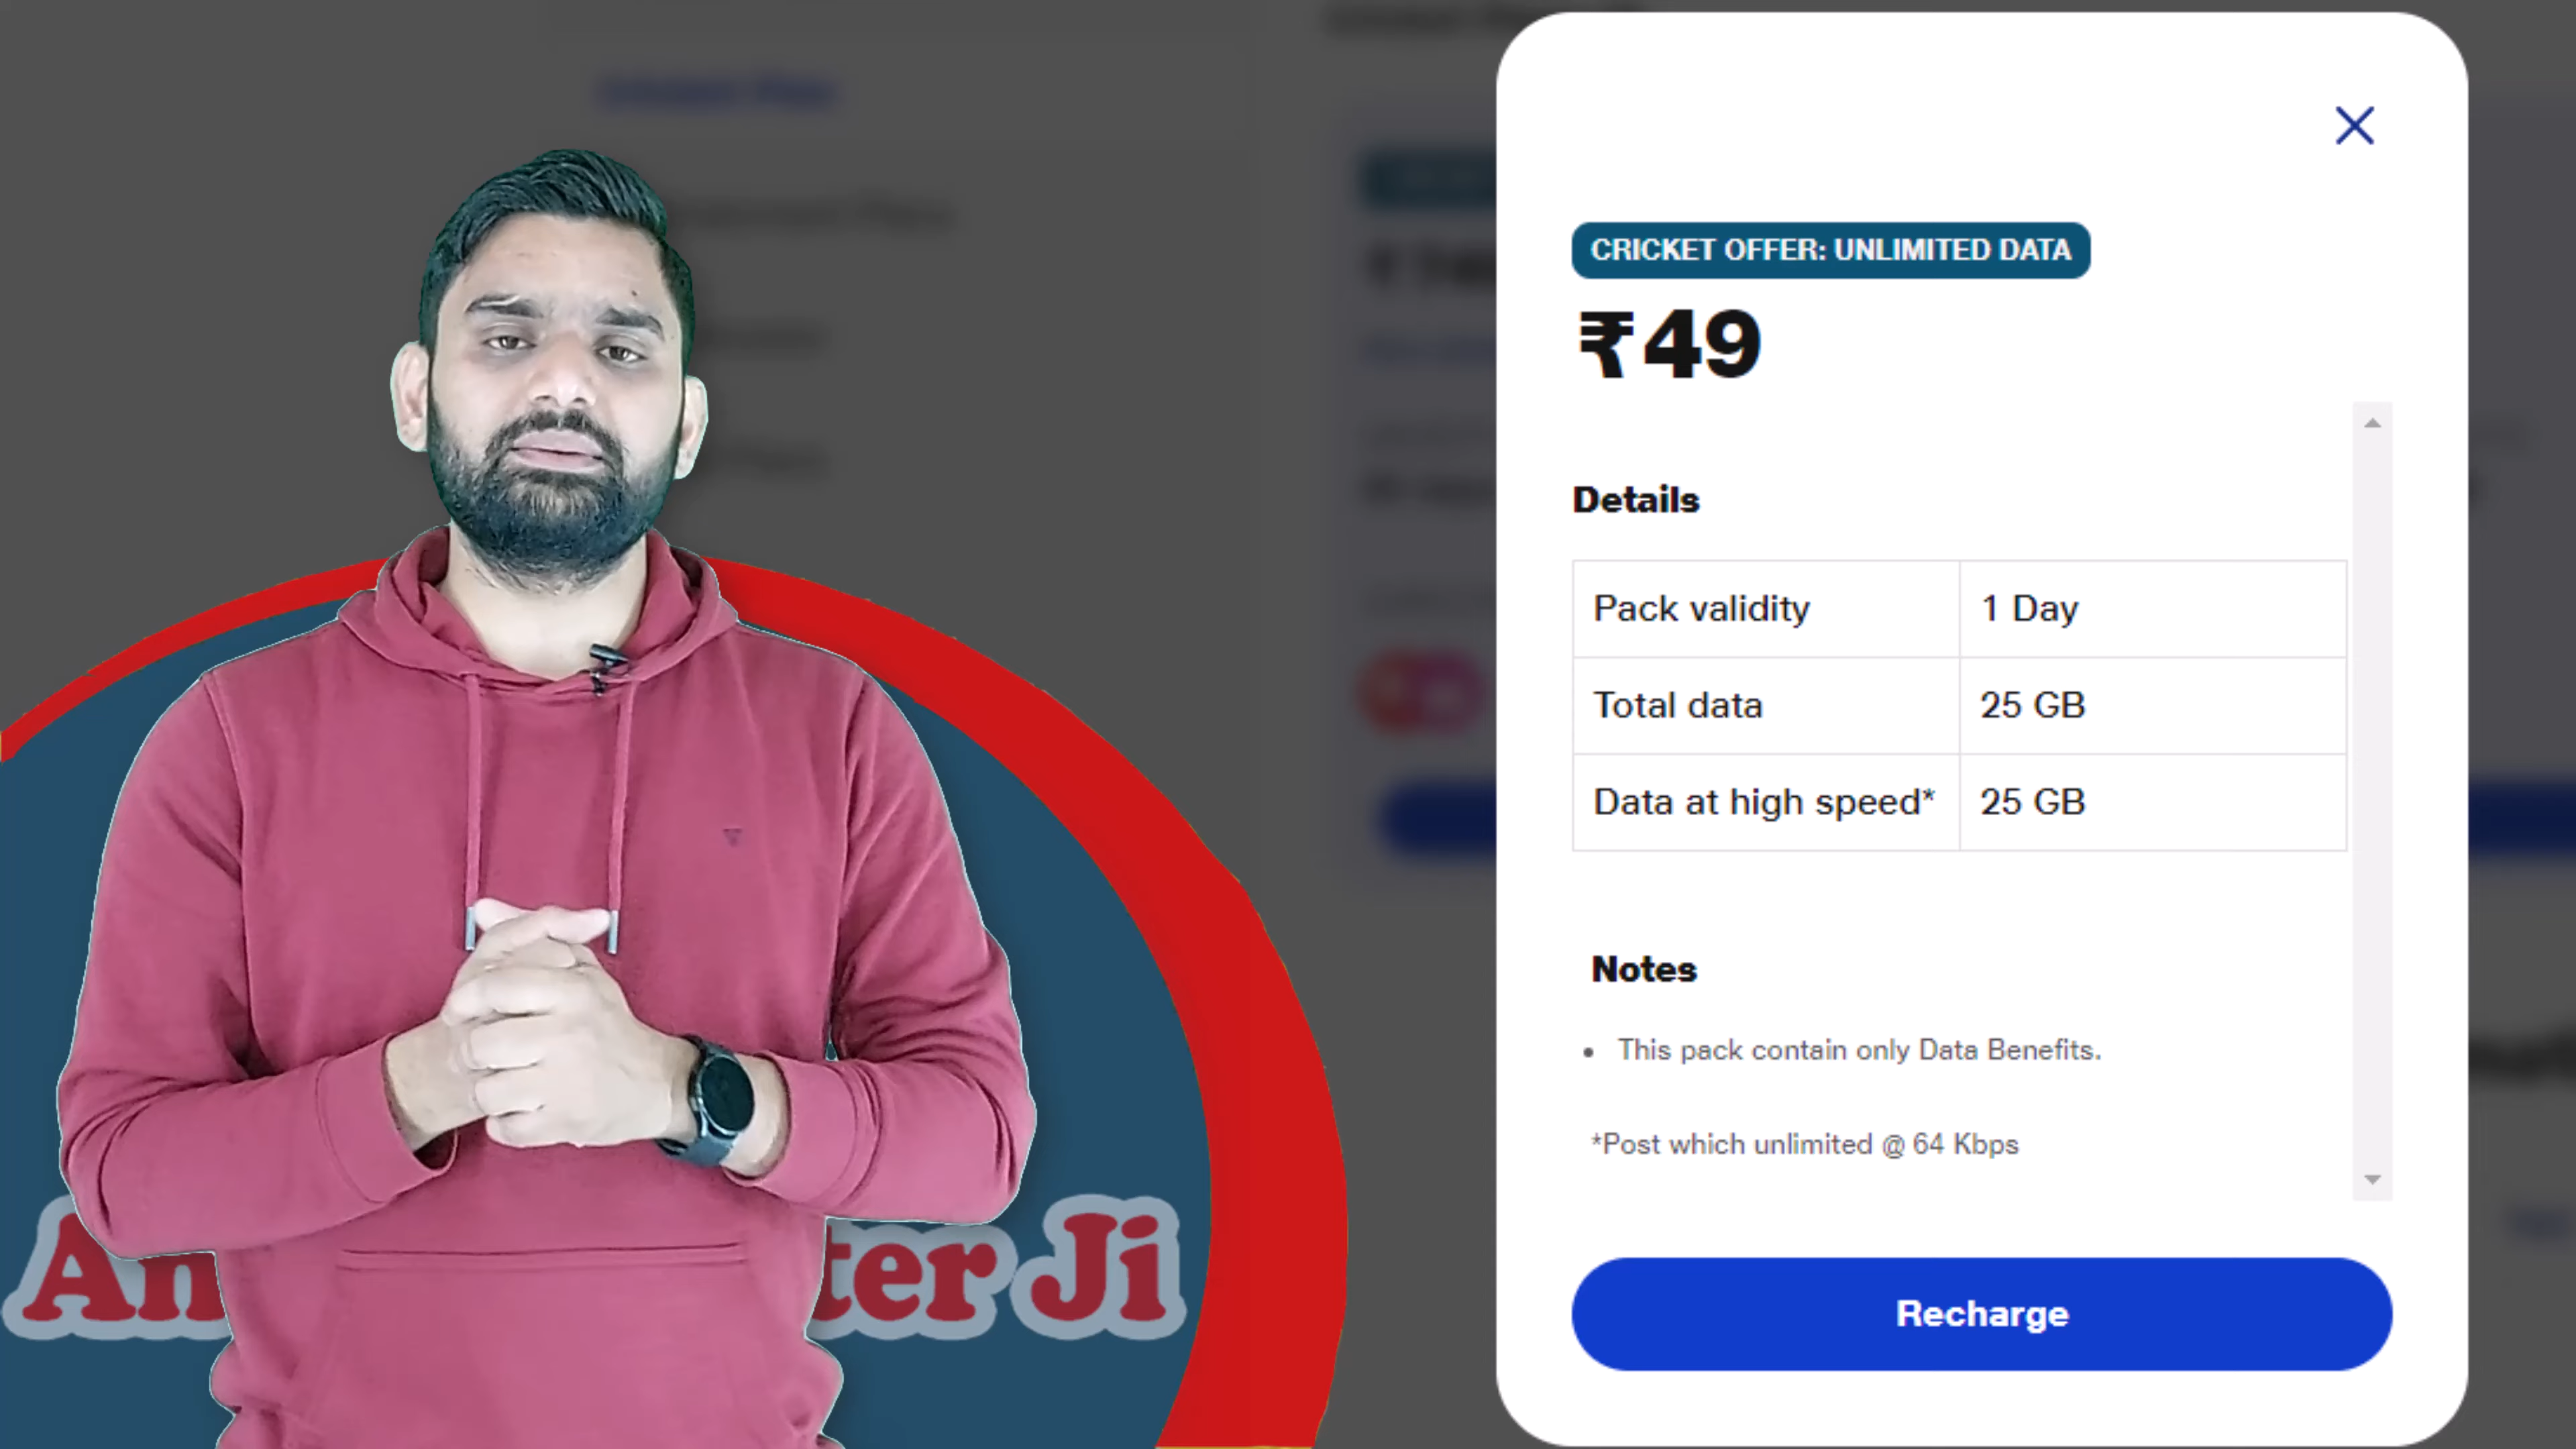 CRICKET OFFER: UNLIMITED DATA
₹49
Details
Pack validity 1 Day
Total data 25 GB
Data at high speed* 25 GB
Notes
• This pack contain only Data Benefits.
*Post which unlimited @ 64 Kbps
Recharge
Ji